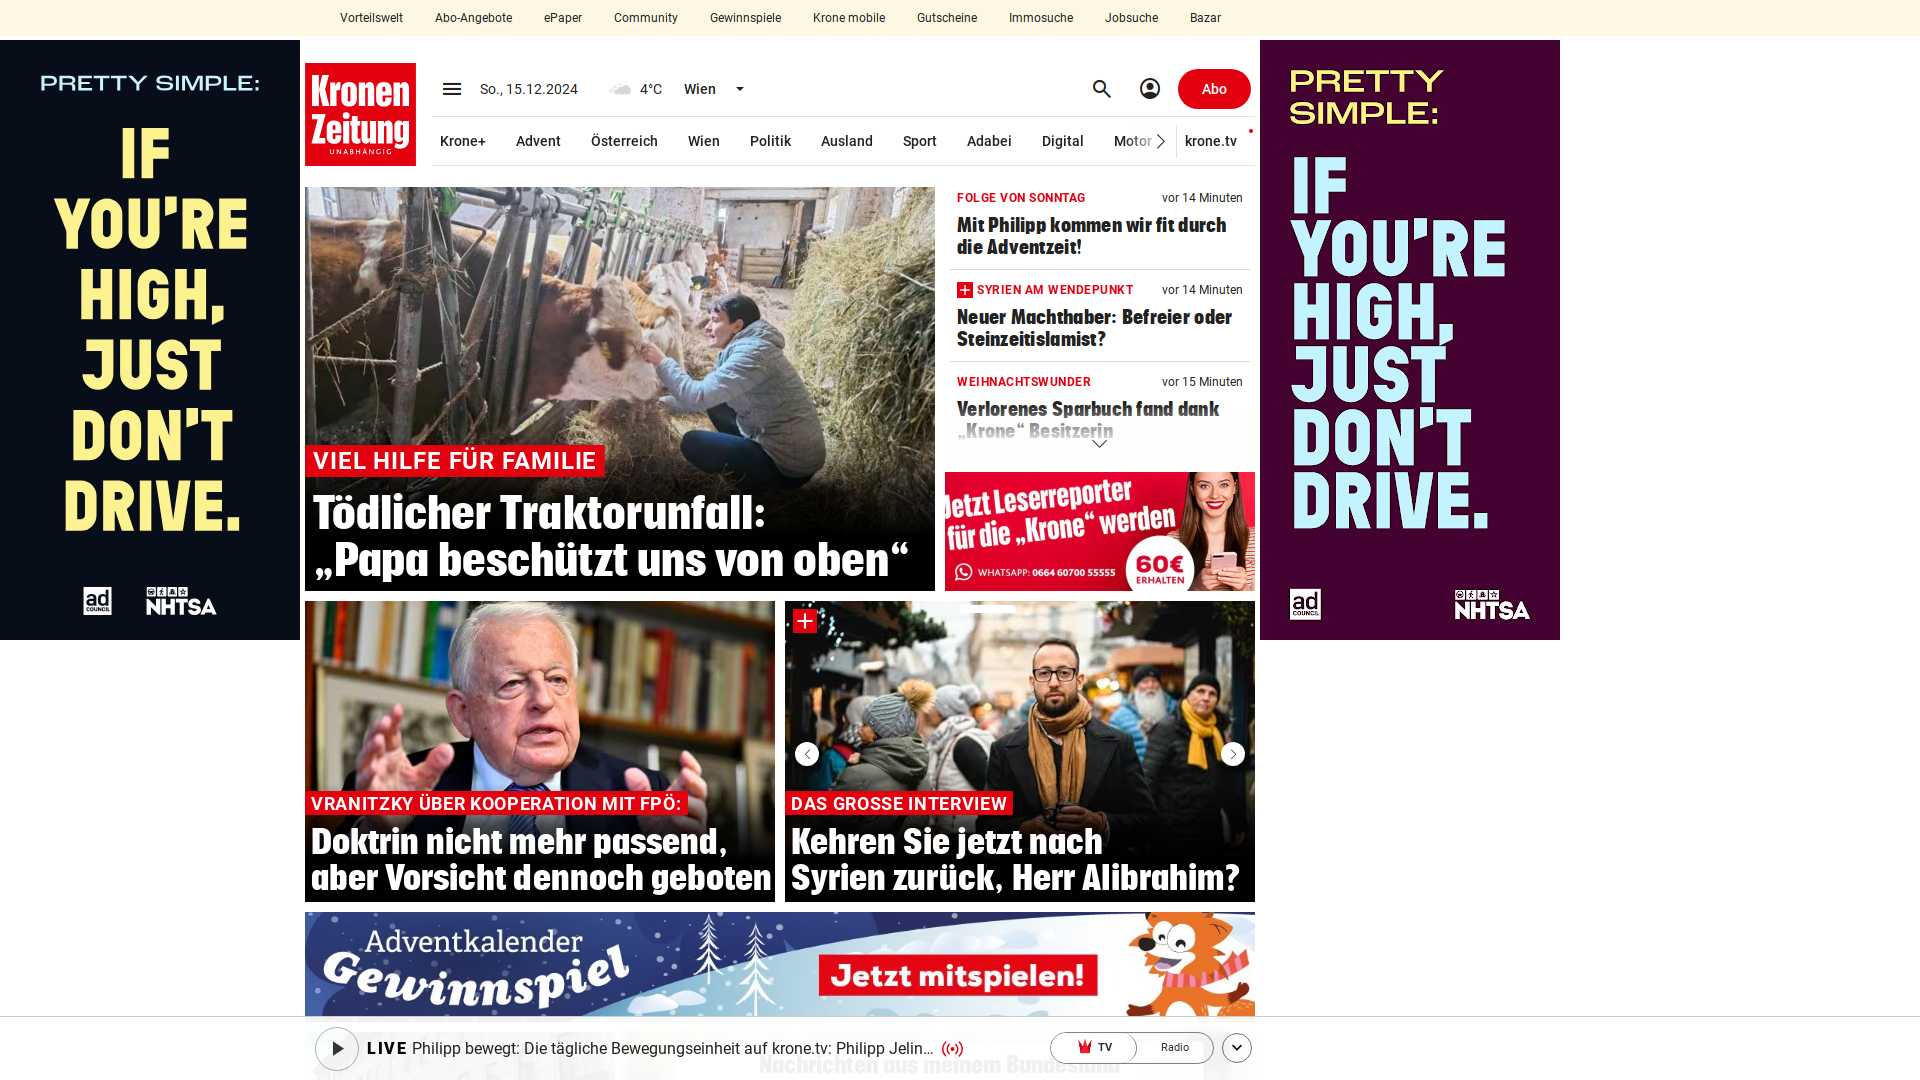 Vorteilswelt Abo-Angebote ePaper Community Gewinnspiele Krone mobile Gutscheine Immosuche Jobsuche Bazar
PRETTY SIMPLE:
IF
YOU'RE
HIGH,
JUST
DON'T
DRIVE.
ad
COUNCIL
NHTSA
Kronen
Zeitung
UNABHÄNGIG
So., 15.12.2024 4°C Wien Abo
Krone+ Advent Österreich Wien Politik Ausland Sport Adabei Digital Motor krone.tv
VIEL HILFE FÜR FAMILIE
Tödlicher Traktorunfall:
„Papa beschützt uns von oben“
FOLGE VON SONNTAG vor 14 Minuten
Mit Philipp kommen wir fit durch
die Adventzeit!
SYRIEN AM WENDEPUNKT vor 14 Minuten
Neuer Machthaber: Befreier oder
Steinzeitislamist?
WEIHNACHTSWUNDER vor 15 Minuten
Verlorenes Sparbuch fand dank
„Krone“ Besitzerin
Jetzt Leserreporter
für die „Krone“ werden
WHATSAPP: 0664 60700 55555
60€
ERHALTEN
VRANITZKY ÜBER KOOPERATION MIT FPÖ:
Doktrin nicht mehr passend,
aber Vorsicht dennoch geboten
DAS GROSSE INTERVIEW
Kehren Sie jetzt nach
Syrien zurück, Herr Alibrahim?
Adventkalender
Gewinnspiel
Jetzt mitspielen!
LIVE Philipp bewegt: Die tägliche Bewegungseinheit auf krone.tv: Philipp Jelin... TV Radio
Nachrichten aus meinem Bundesland
PRETTY
SIMPLE:
IF
YOU'RE
HIGH,
JUST
DON'T
DRIVE.
ad
COUNCIL
NHTSA